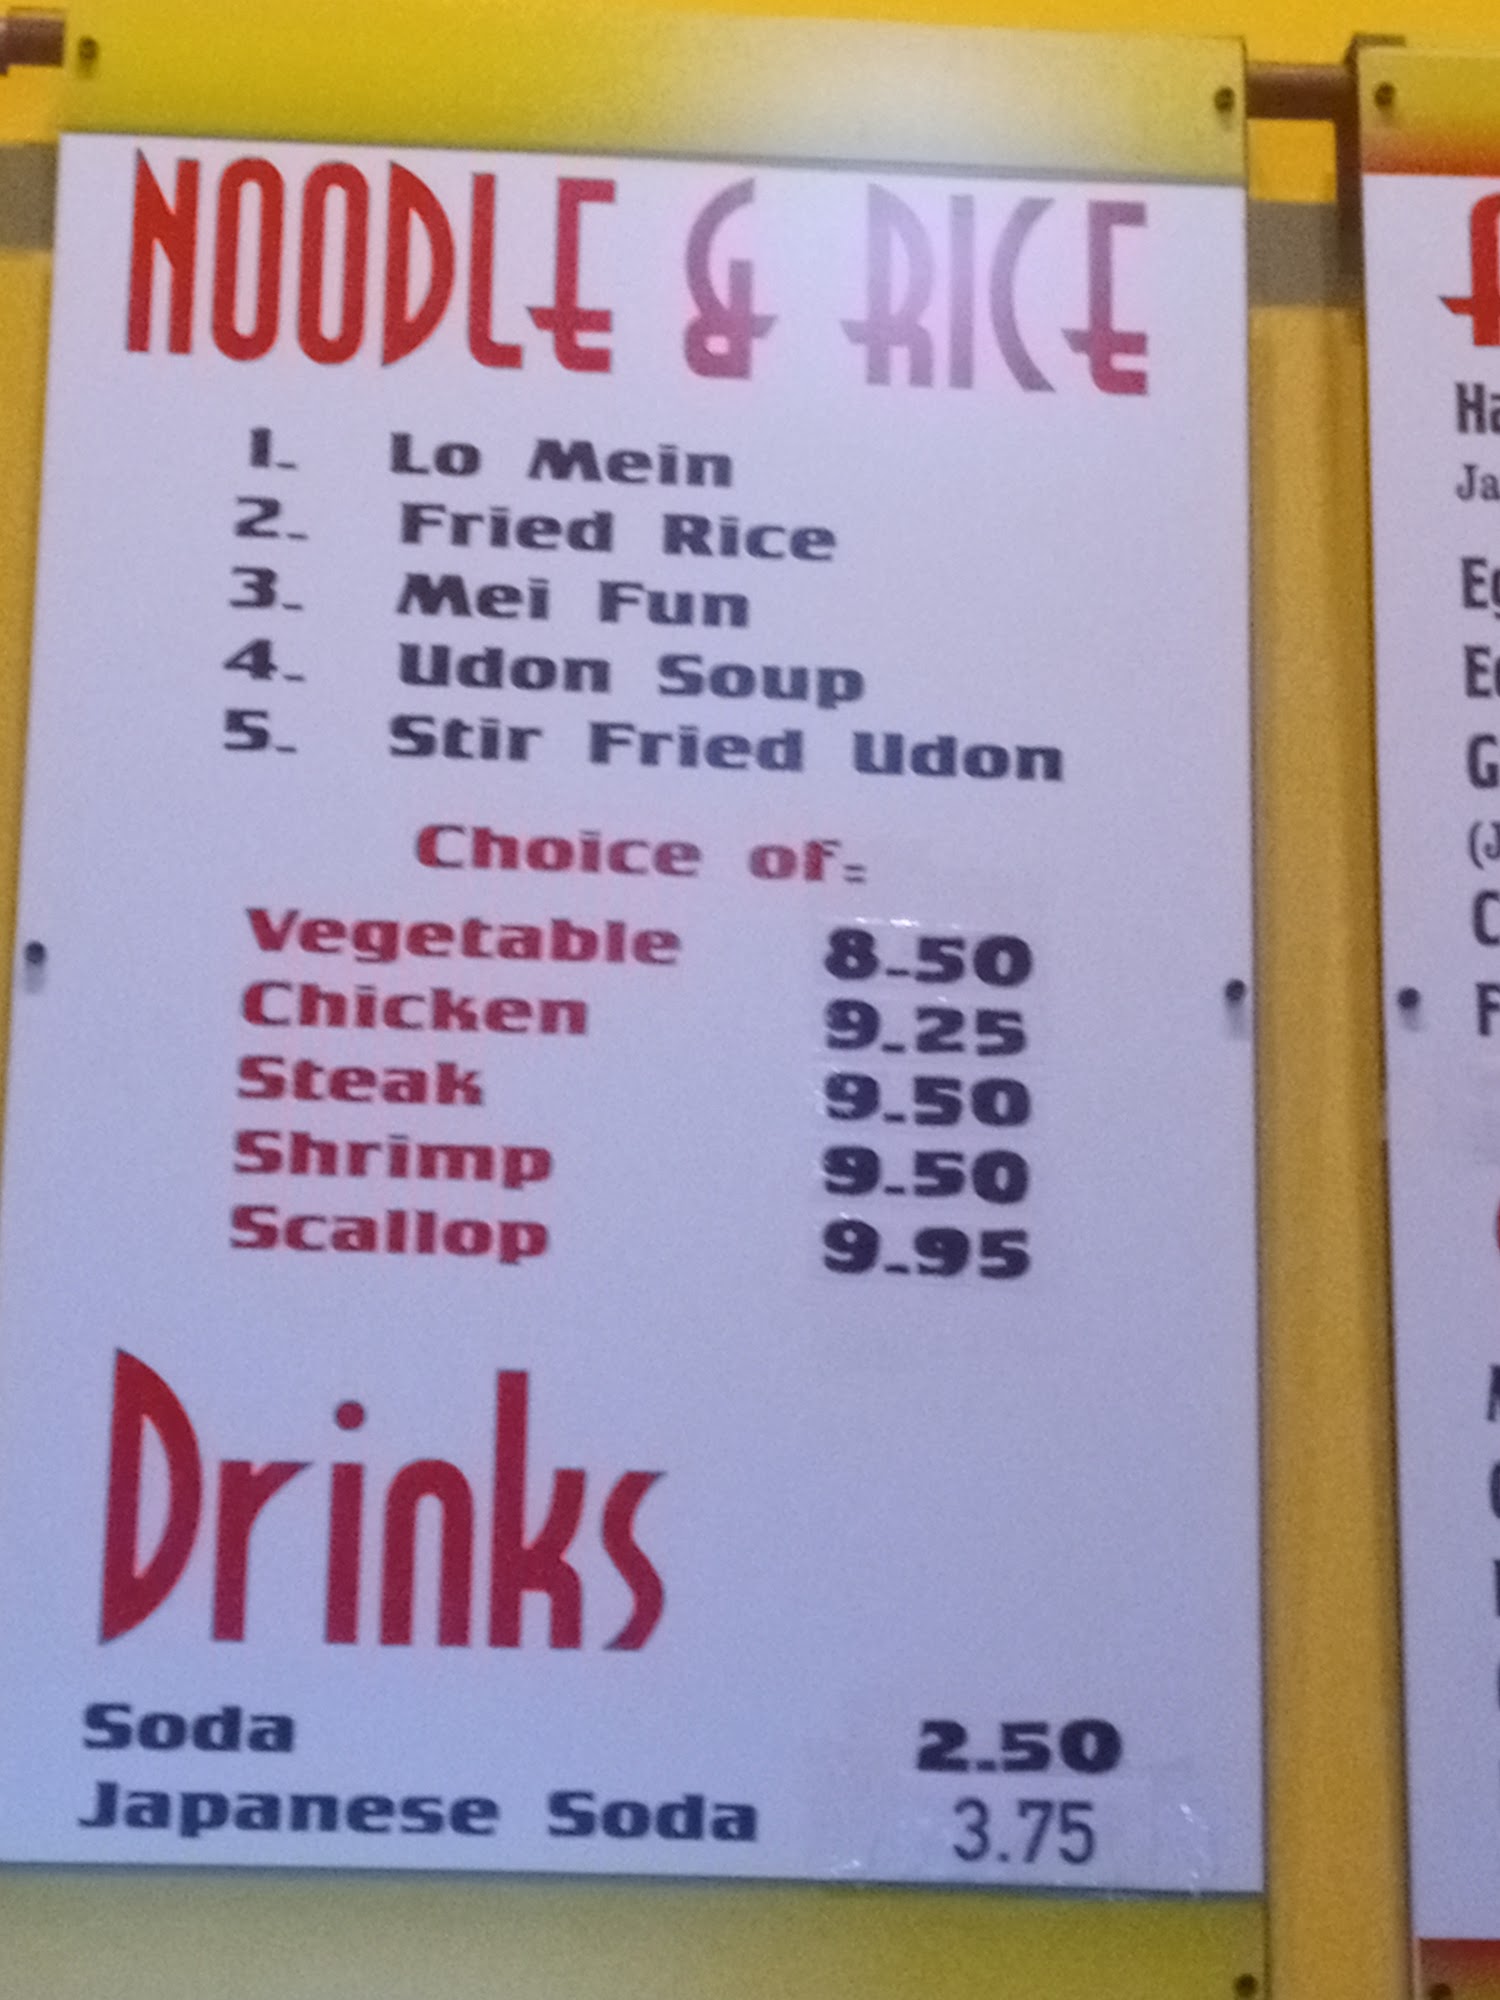 NOODLE & RICE
1. Lo Mein
2. Fried Rice
3. Mei Fun
4. Udon Soup
5. Stir Fried Udon
Choice of:
Vegetable 8.50
Chicken 9.25
Steak 9.50
Shrimp 9.50
Scallop 9.95
Drinks
Soda 2.50
Japanese Soda 3.75